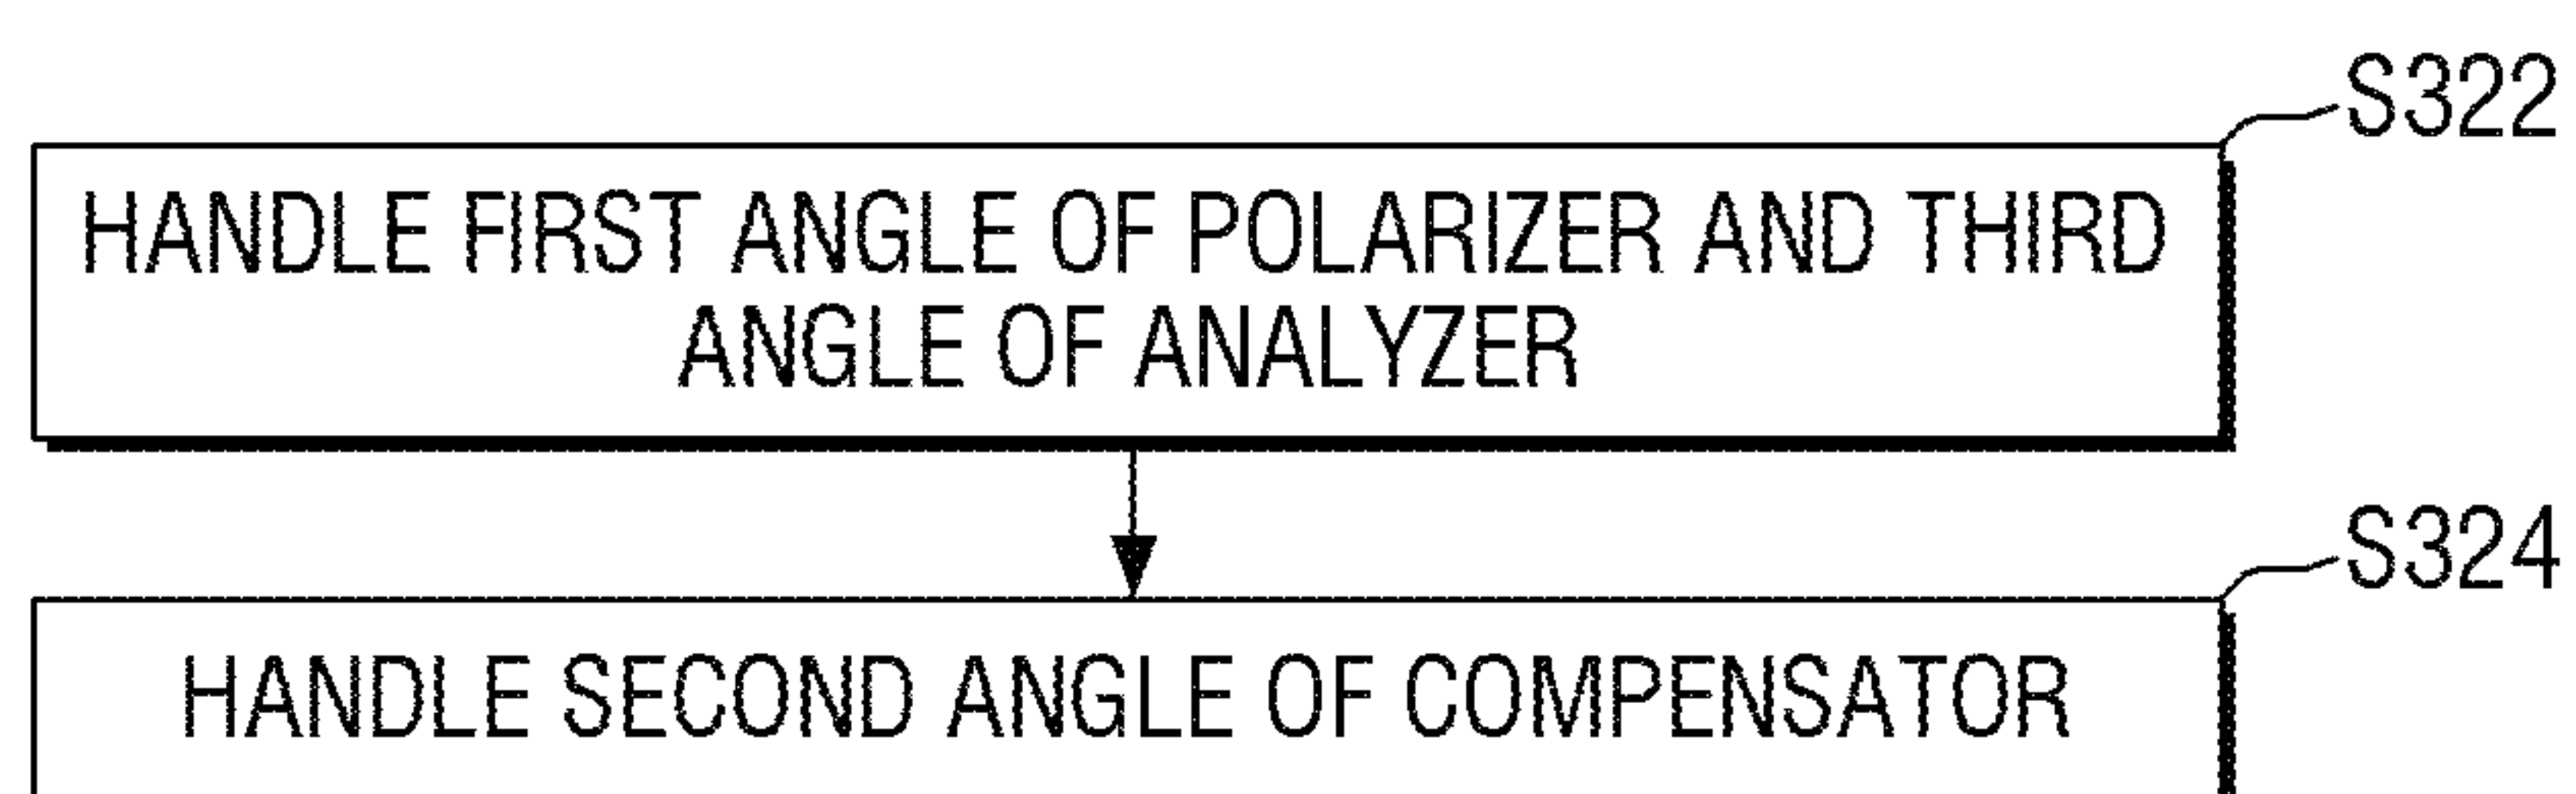 S322
HANDLE FIRST ANGLE OF POLARIZER AND THIRD
ANGLE OF ANALYZER
S324
HANDLE SECOND ANGLE OF COMPENSATOR